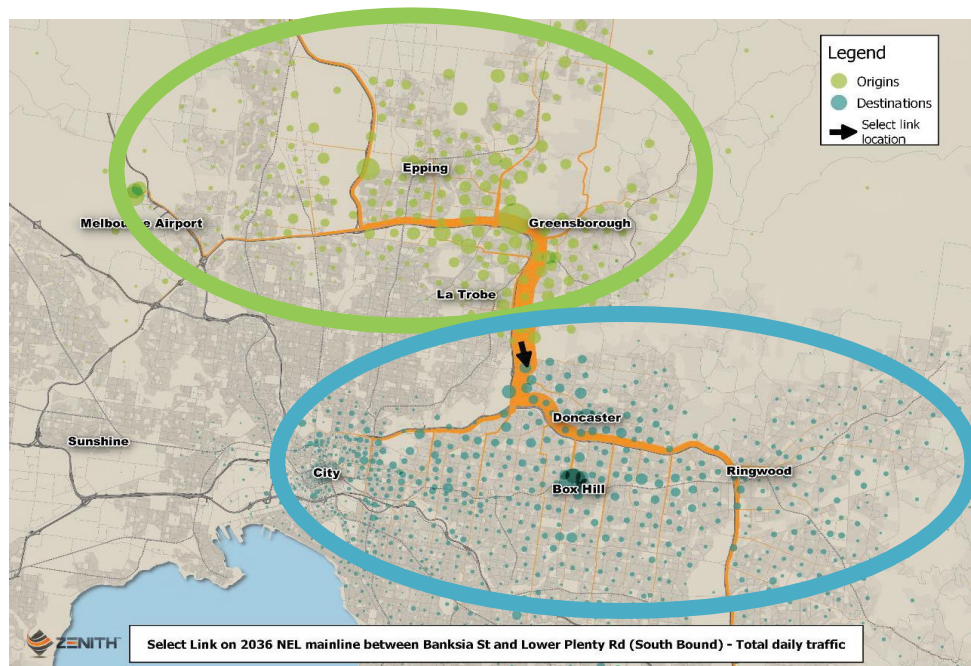 Legend
Origins
Destinations
Select link
location
Epping
Melbourne Airport
Greensborough
La Trobe
Doncaster
Sunshine
City
Ringwood
Box Hill
ZENITH
Select Link on 2036 NEL mainline between Banksia St and Lower Plenty Rd (South Bound) - Total daily traffic